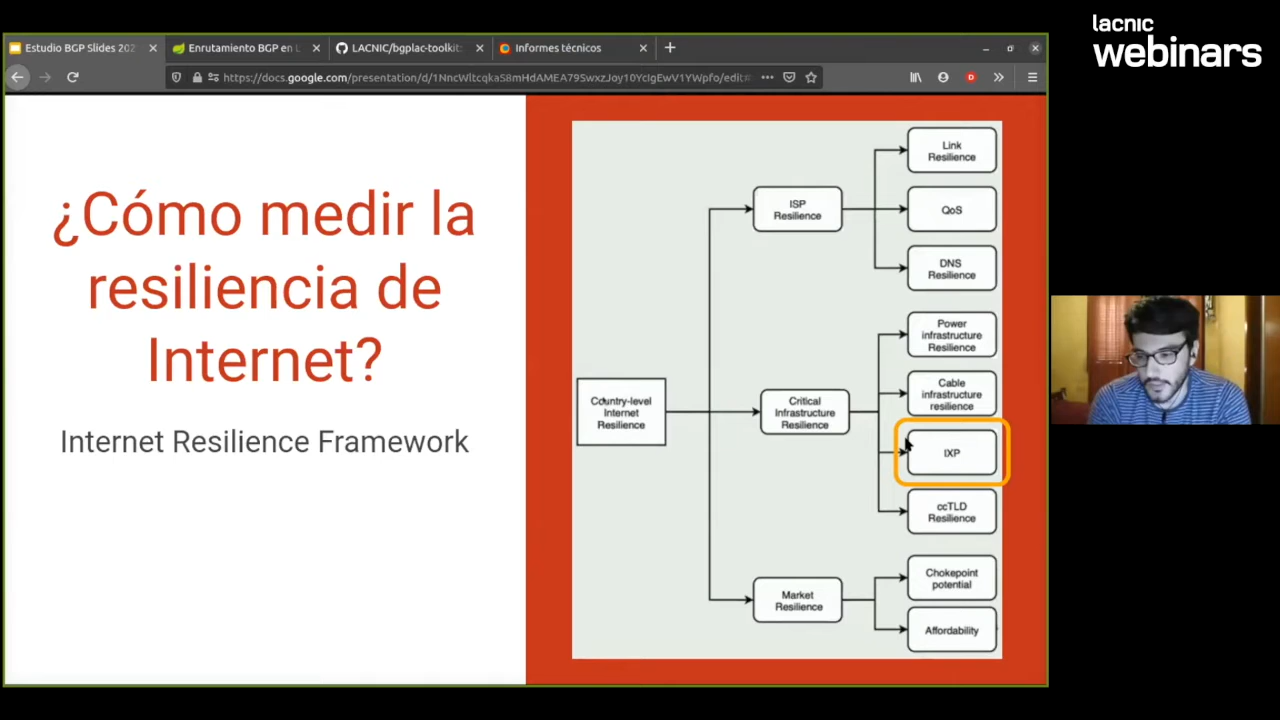 lacnic
webinars
Estudio BGP Slides 202
Enrutamiento BGP en L
LACNIC/bgplac-toolkit:
Informes técnicos
¿Cómo medir la
resiliencia de
Internet?
Internet Resilience Framework
Country-level
Internet
Resilience
ISP
Resilience
Link
Resilience
QoS
DNS
Resilience
Critical
Infrastructure
Resilience
Power
infrastructure
Resilience
Cable
infrastructure
resilience
IXP
ccTLD
Resilience
Market
Resilience
Chokepoint
potential
Affordability